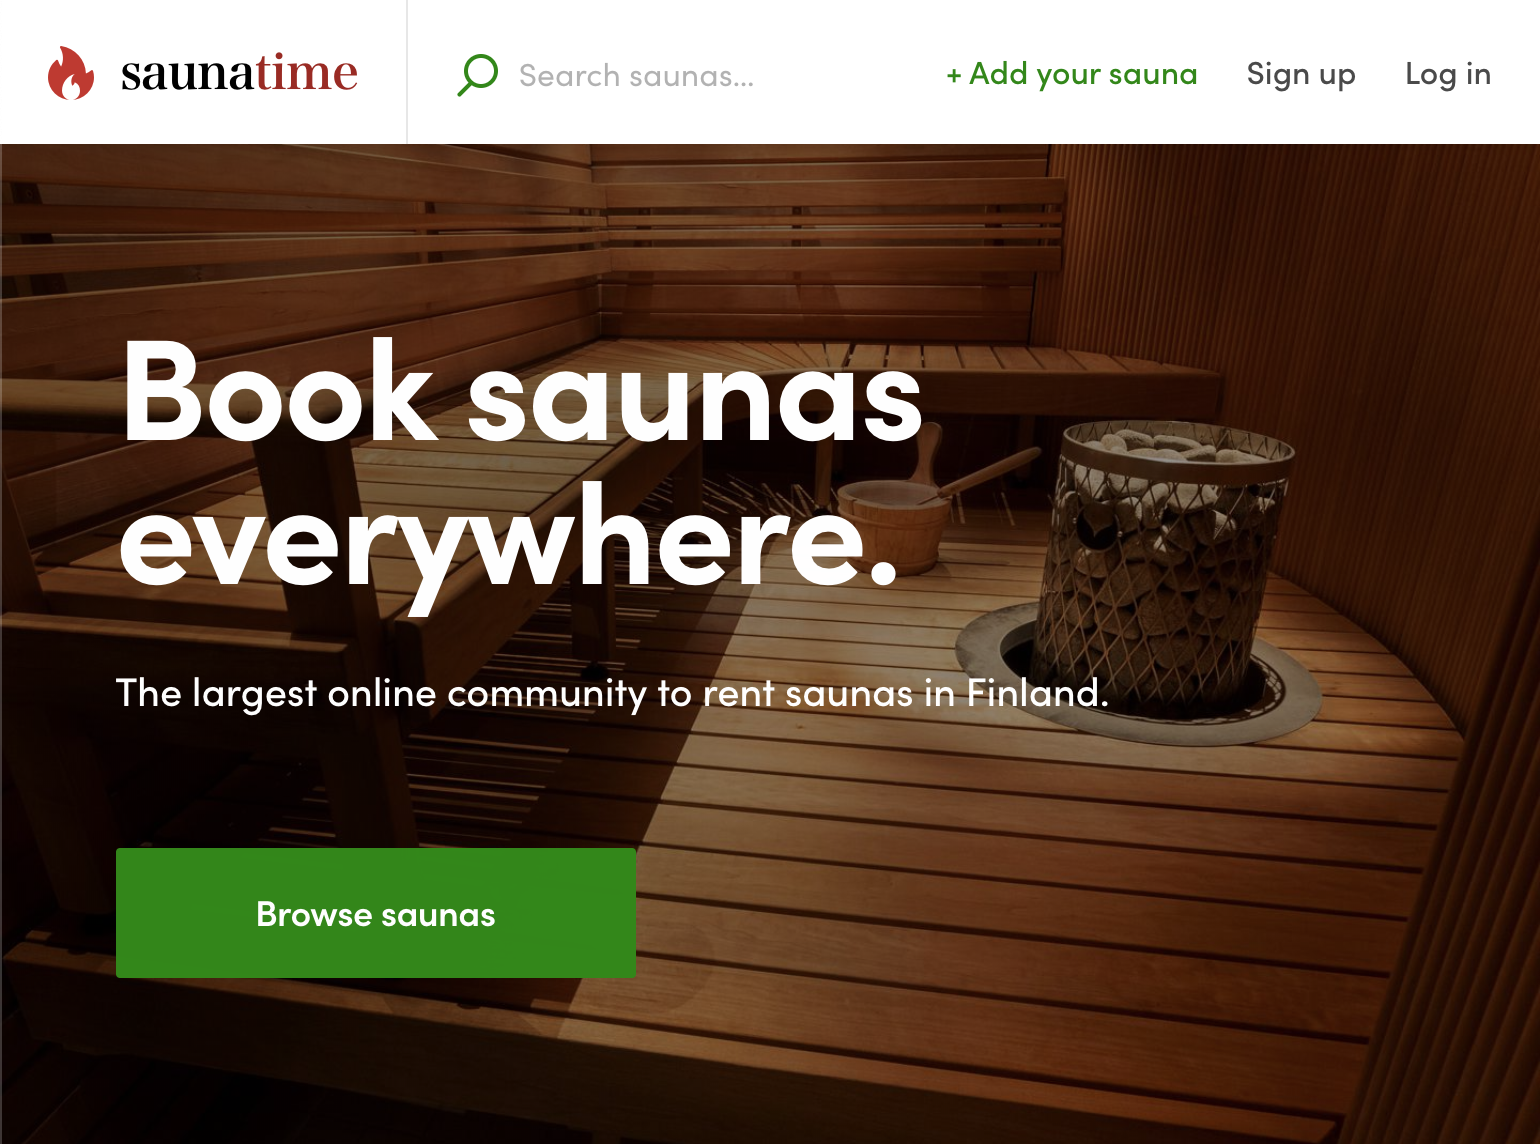 saunatime
Search saunas...
+ Add your sauna
Sign up
Log in
Book saunas
everywhere.
The largest online community to rent saunas in Finland.
Browse saunas